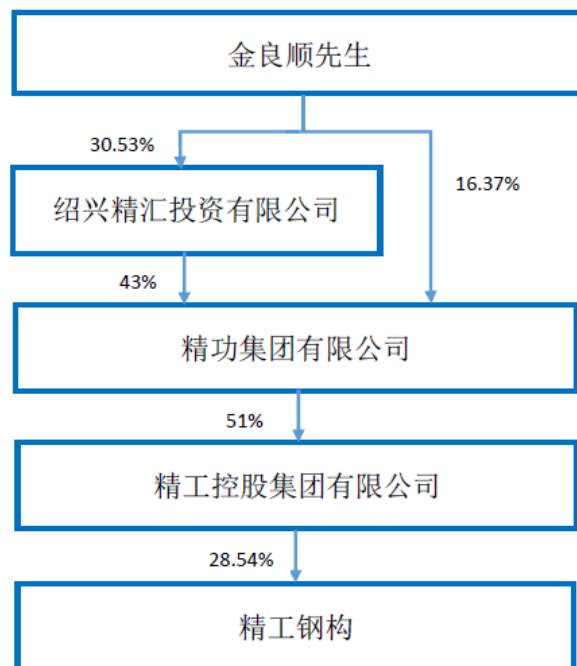 金良顺先生
30.53%
16.37%
绍兴精汇投资有限公司
43%
精功集团有限公司
51%
精工控股集团有限公司
28.54%
精工钢构